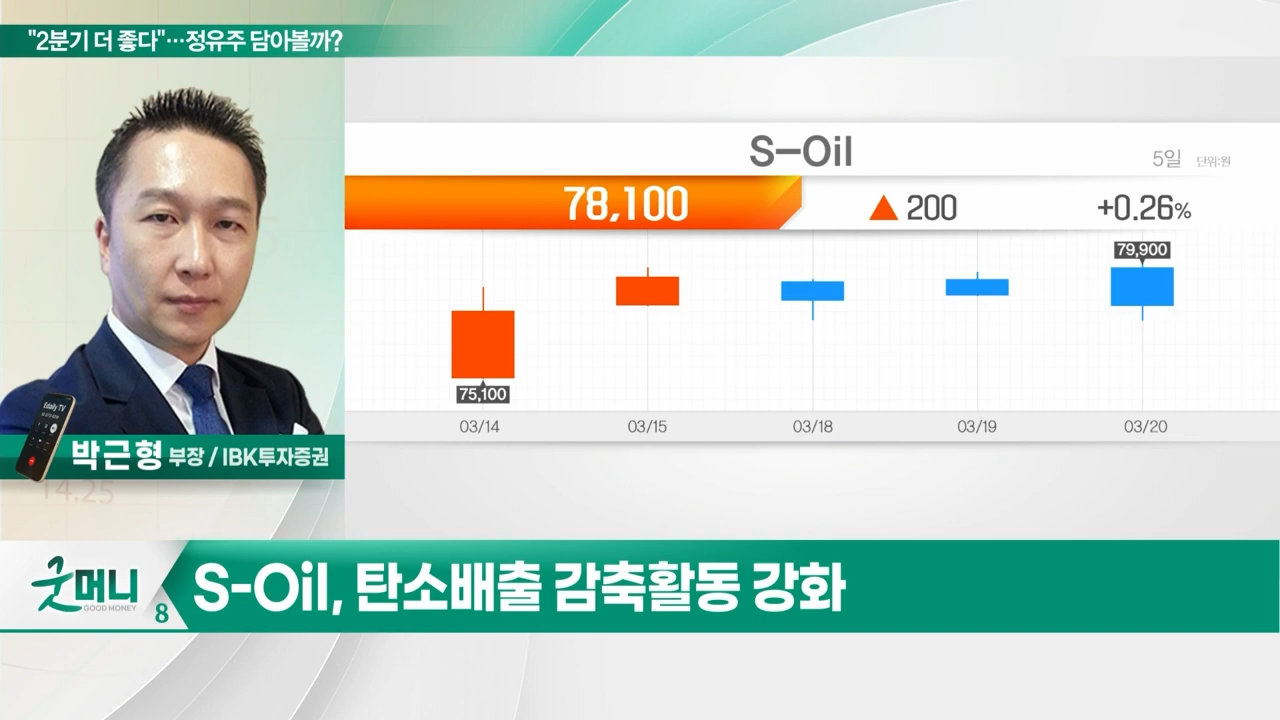 "2분기 더 좋다"…정유주 담아볼까?
S-Oil
5일 단위:원
78,100 ▲ 200 +0.26%
79,900
75,100
03/14 03/15 03/18 03/19 03/20
Edaily TV
박근형 부장 / IBK투자증권
14.25
굿머니
GOOD MONEY
8
S-Oil, 탄소배출 감축활동 강화